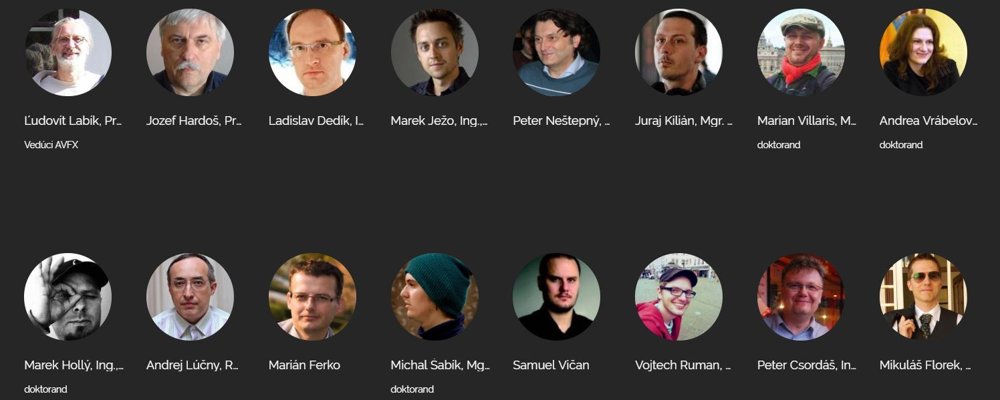 Ľudovít Labík, Pr...
Jozef Hardoš, Pr...
Ladislav Dedík, I...
Marek Ježo, Ing.,...
Peter Neštepný, ...
Juraj Kilián, Mgr. ...
Marian Villaris, M...
Andrea Vrábelov...
Vedúci AVFX
doktorand
doktorand
Marek Hollý, Ing.,...
Andrej Lúčny, R...
Marián Ferko
Michal Šabík, Mg...
Samuel Vičan
Vojtech Ruman, ...
Peter Csordáš, In...
Mikuláš Florek, ...
doktorand
doktorand